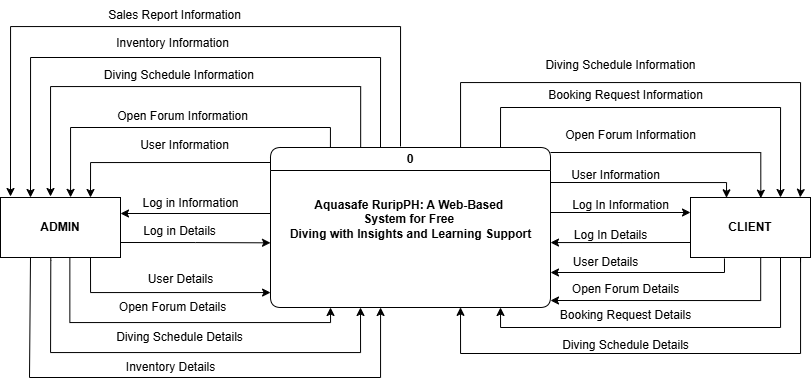 Sales Report Information
Inventory Information
Diving Schedule Information
Open Forum Information
User Information
Log in Information
ADMIN
Log in Details
User Details
Open Forum Details
Diving Schedule Details
Inventory Details
0
Aquasafe RuripPH: A Web-Based
System for Free
Diving with Insights and Learning Support
Diving Schedule Information
Booking Request Information
Open Forum Information
User Information
Log In Information
CLIENT
Log In Details
User Details
Open Forum Details
Booking Request Details
Diving Schedule Details